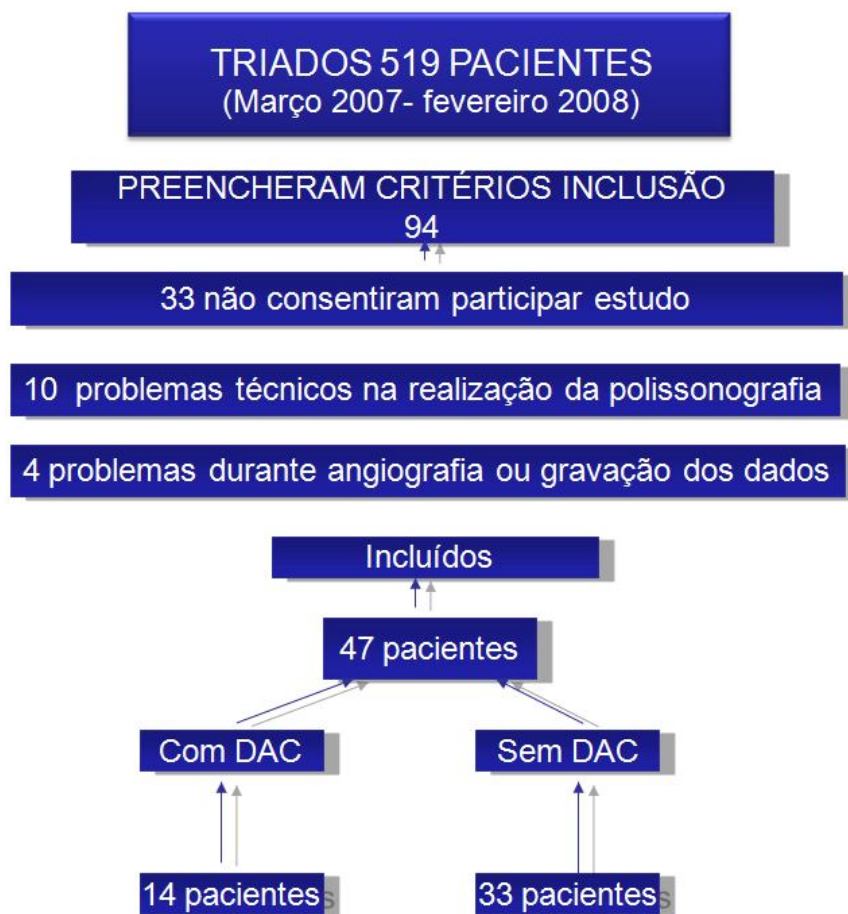 TRIADOS 519 PACIENTES
(Março 2007- fevereiro 2008)
PREENCHERAM CRITÉRIOS INCLUSÃO
94
33 não consentiram participar estudo
10 problemas técnicos na realização da polissonografia
4 problemas durante angiografia ou gravação dos dados
Incluídos
47 pacientes
Com DAC
Sem DAC
14 pacientes
33 pacientes